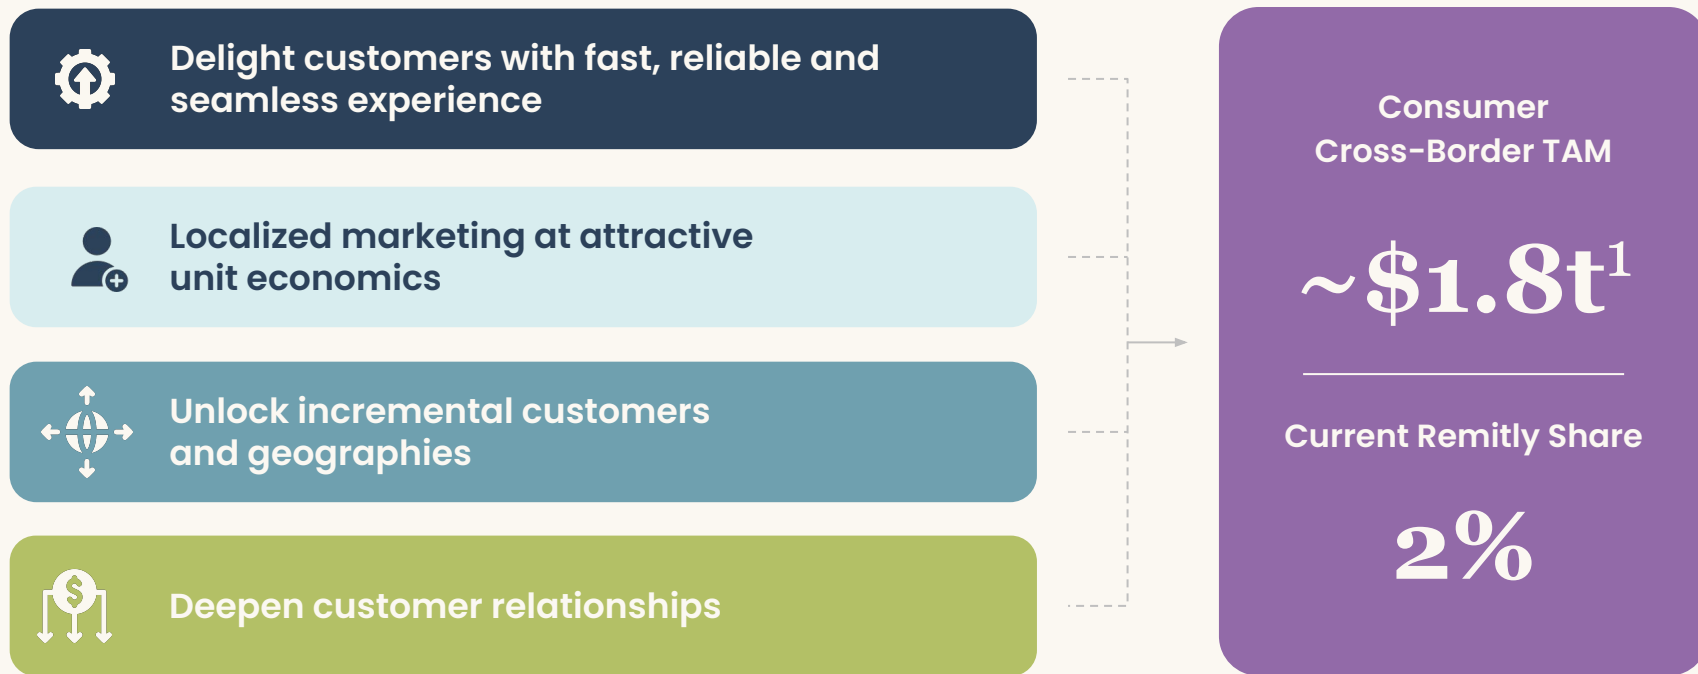 Delight customers with fast, reliable and
seamless experience
Localized marketing at attractive
unit economics
Unlock incremental customers
and geographies
Deepen customer relationships
Consumer
Cross-Border TAM
~$1.8t¹
Current Remitly Share
2%